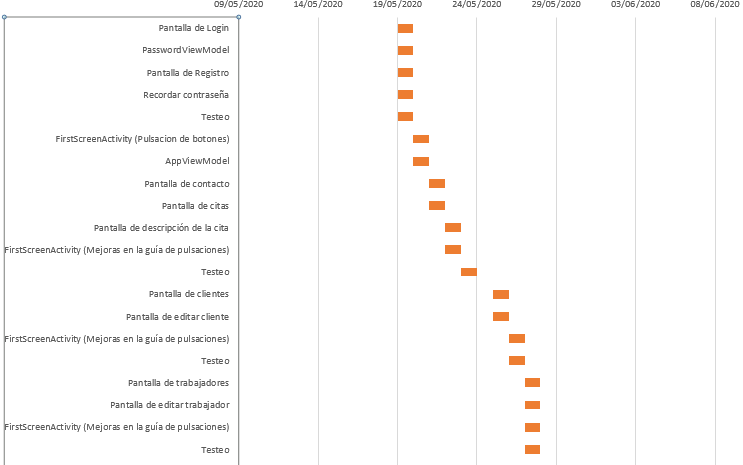 09/05/2020 14/05/2020 19/05/2020 24/05/2020 29/05/2020 03/06/2020 08/06/2020
Pantalla de Login
PasswordViewModel
Pantalla de Registro
Recordar contraseña
Testeo
FirstScreenActivity (Pulsacion de botones)
AppViewModel
Pantalla de contacto
Pantalla de citas
Pantalla de descripción de la cita
FirstScreenActivity (Mejoras en la guía de pulsaciones)
Testeo
Pantalla de clientes
Pantalla de editar cliente
FirstScreenActivity (Mejoras en la guía de pulsaciones)
Testeo
Pantalla de trabajadores
Pantalla de editar trabajador
FirstScreenActivity (Mejoras en la guía de pulsaciones)
Testeo